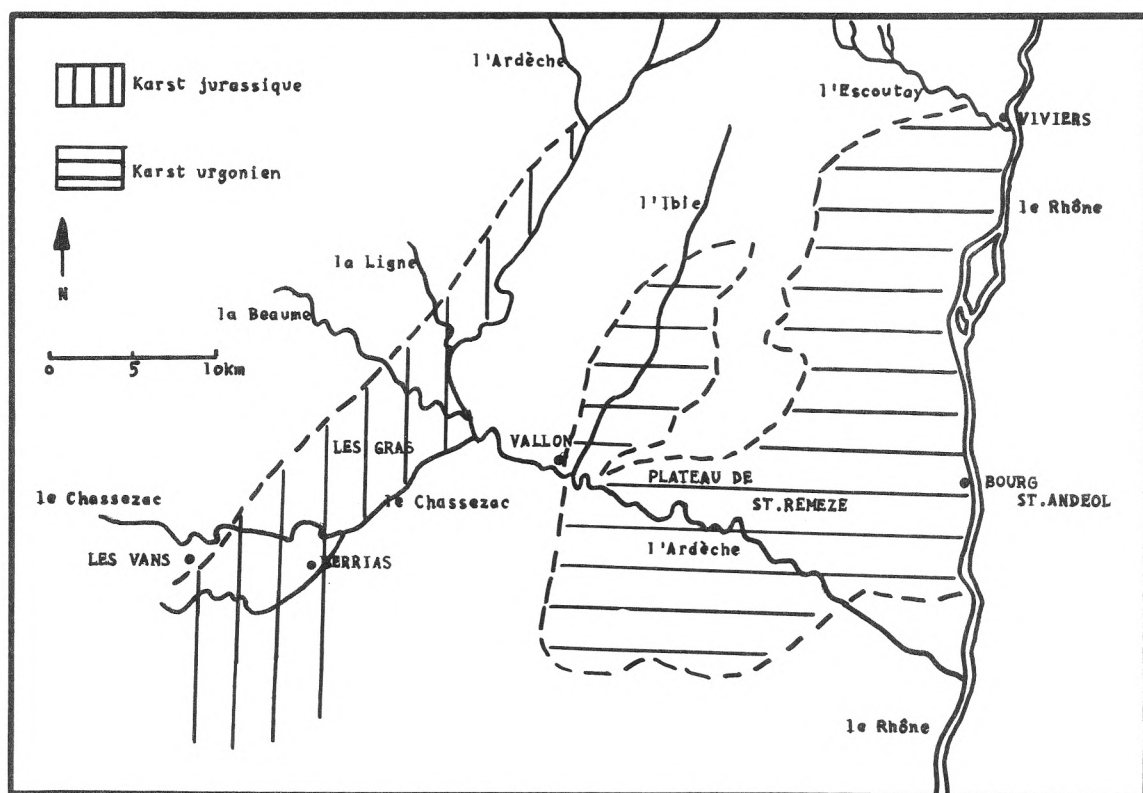 l'Ardèche
Karst jurassique
l'Escoutay
VIVIERS
Karst urgonien
l'Ibie
le Rhône
la Ligne
N
la Beaume
0 5 10km
LES GRAS
VALLON
PLATEAU DE
ST.REMEZE
BOURG
ST.ANDEOL
le Chassezac
le Chassezac
l'Ardèche
LES VANS
BERRIAS
le Rhône